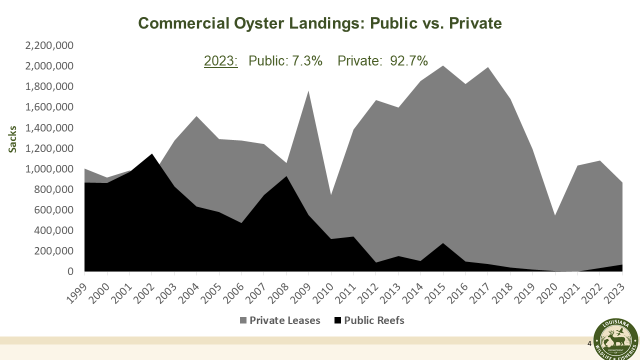 Commercial Oyster Landings: Public vs. Private
2023: Public: 7.3% Private: 92.7%
Sacks
2,200,000
2,000,000
1,800,000
1,600,000
1,400,000
1,200,000
1,000,000
800,000
600,000
400,000
200,000
0
1999 2000 2001 2002 2003 2004 2005 2006 2007 2008 2009 2010 2011 2012 2013 2014 2015 2016 2017 2018 2019 2020 2021 2022 2023
Private Leases Public Reefs
4
LOUISIANA